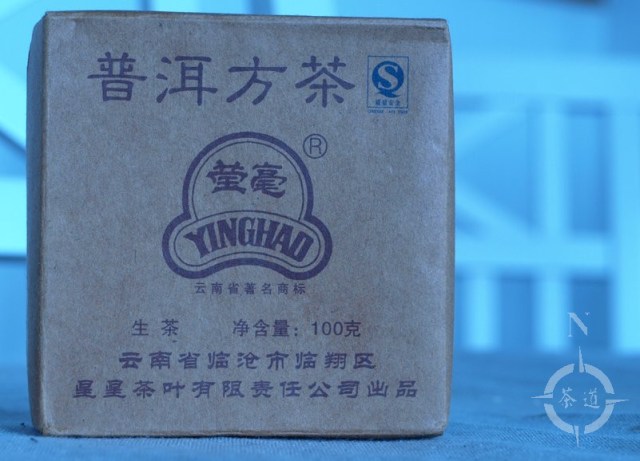 普洱方茶
S
®
莹毫
YINGHAO
云南省著名商标
生茶 净含量：100克
云南省临沧市临翔区
星星茶叶有限责任公司出品
N
茶道